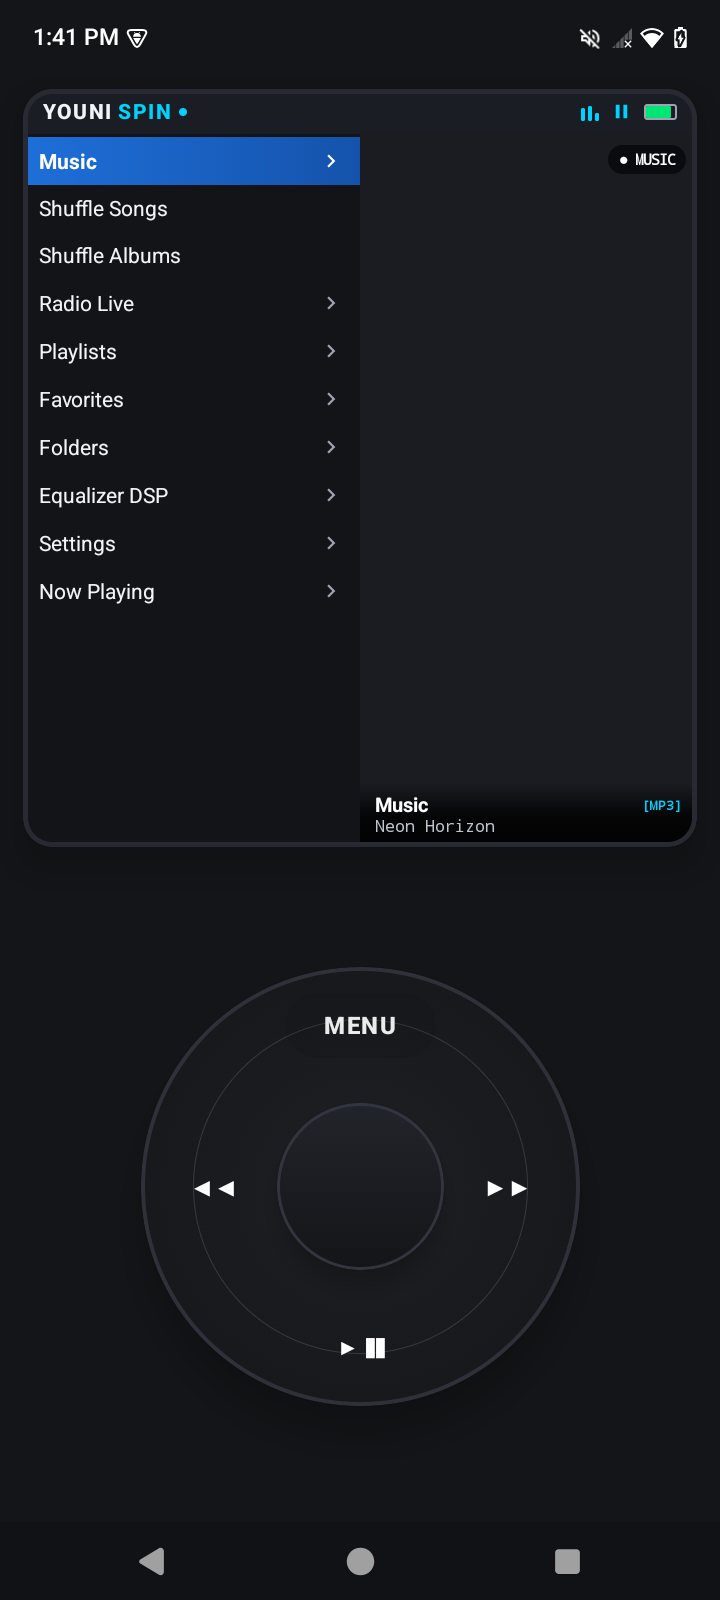 1:41 PM
YOUNI SPIN
Music
MUSIC
Shuffle Songs
Shuffle Albums
Radio Live
Playlists
Favorites
Folders
Equalizer DSP
Settings
Now Playing
Music [MP3]
Neon Horizon
MENU